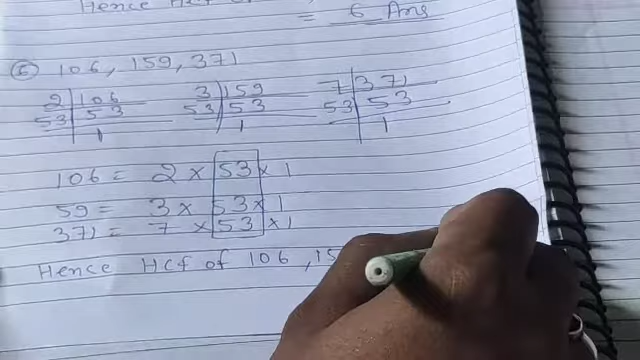 Hence HCF of
= 6 Ans
6 106, 159, 371
2 106 3 159 7 371
53 53 53 53 53 53
1 1 1
106 = 2 × 53 × 1
59 = 3 × 53 × 1
371 = 7 × 53 × 1
Hence HCf of 106 , 15